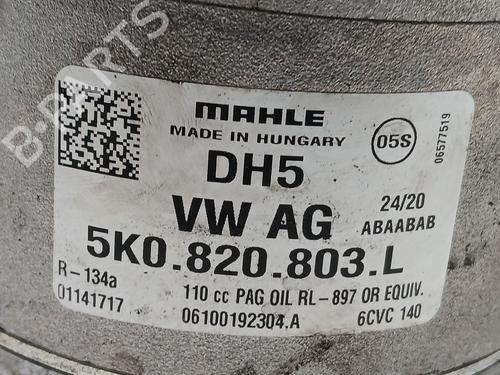 B-PARTS
MAHLE
MADE IN HUNGARY
05S
06577519
DH5
VW AG
24/20
ABAABAB
5K0.820.803.L
R-134a
110 cc PAG OIL RL-897 OR EQUIV.
01141717
06100192304.A
6CVC 140